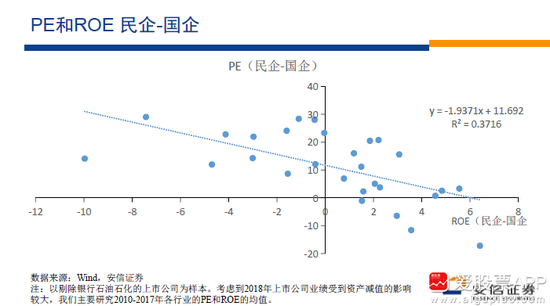 PE和ROE 民企-国企
PE（民企-国企）
40
30
20
10
0
-10
-20
-12 -10 -8 -6 -4 -2 0 2 4 6 8
y = -1.9371x + 11.692
R² = 0.3716
ROE（民企-国企
数据来源：Wind，安信证券
注：以剔除银行石油石化的上市公司为样本。考虑到2018年上市公司业绩受到资产减值的影响
较大，我们主要研究2010-2017年各行业的PE和ROE的均值。
安信证券